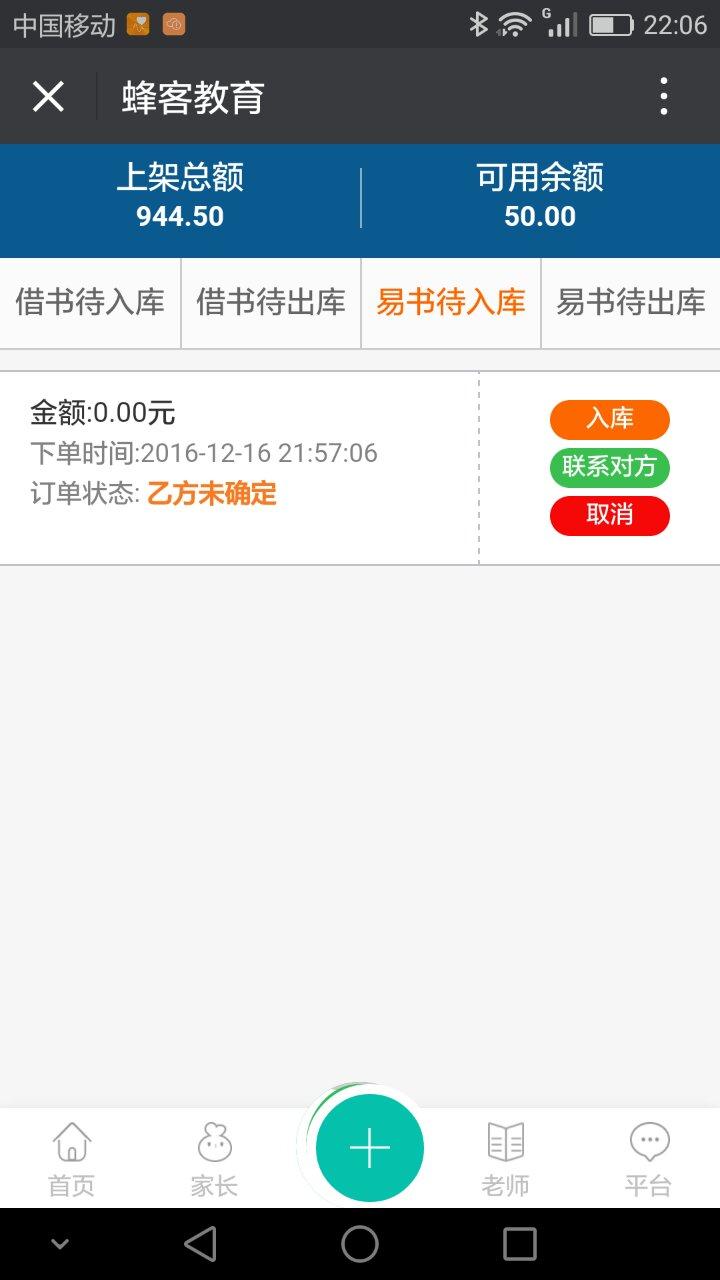 中国移动
G
22:06
蜂客教育
上架总额
可用余额
944.50
50.00
借书待入库
借书待出库
易书待入库
易书待出库
金额:0.00元
下单时间:2016-12-16 21:57:06
订单状态: 乙方未确定
入库
联系对方
取消
首页
家长
老师
平台